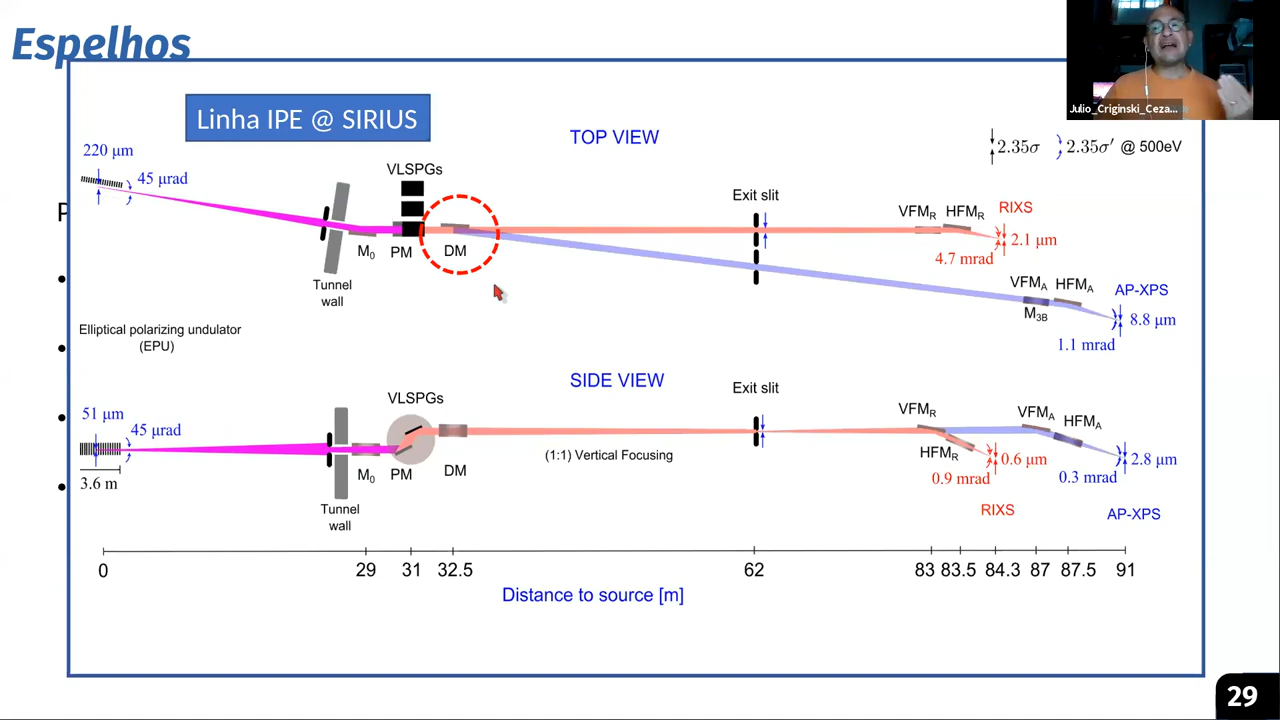 Espelhos
Julio_Criginski_Ceza...
Linha IPE @ SIRIUS
TOP VIEW
2.35σ 2.35σ′ @ 500eV
220 μm
45 μrad
VLSPGs
Exit slit
VFMR HFMR
RIXS
2.1 μm
4.7 mrad
M0 PM DM
Tunnel
wall
VFMA HFMA
AP-XPS
M3B
8.8 μm
1.1 mrad
Elliptical polarizing undulator
(EPU)
SIDE VIEW
VLSPGs
Exit slit
51 μm
45 μrad
VFMR
VFMA
HFMA
HFMR
(1:1) Vertical Focusing
0.6 μm
2.8 μm
0.9 mrad
0.3 mrad
3.6 m
M0 PM DM
Tunnel
wall
RIXS
AP-XPS
0 29 31 32.5 62 83 83.5 84.3 87 87.5 91
Distance to source [m]
29